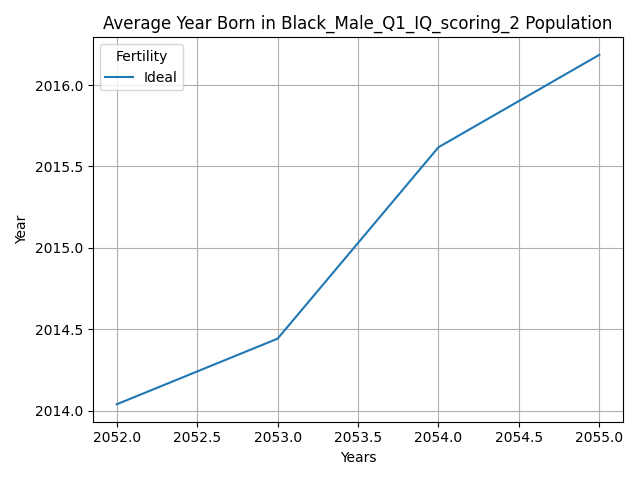 Average Year Born in Black_Male_Q1_IQ_scoring_2 Population
Fertility
Ideal
Year
2016.0
2015.5
2015.0
2014.5
2014.0
2052.0 2052.5 2053.0 2053.5 2054.0 2054.5 2055.0
Years